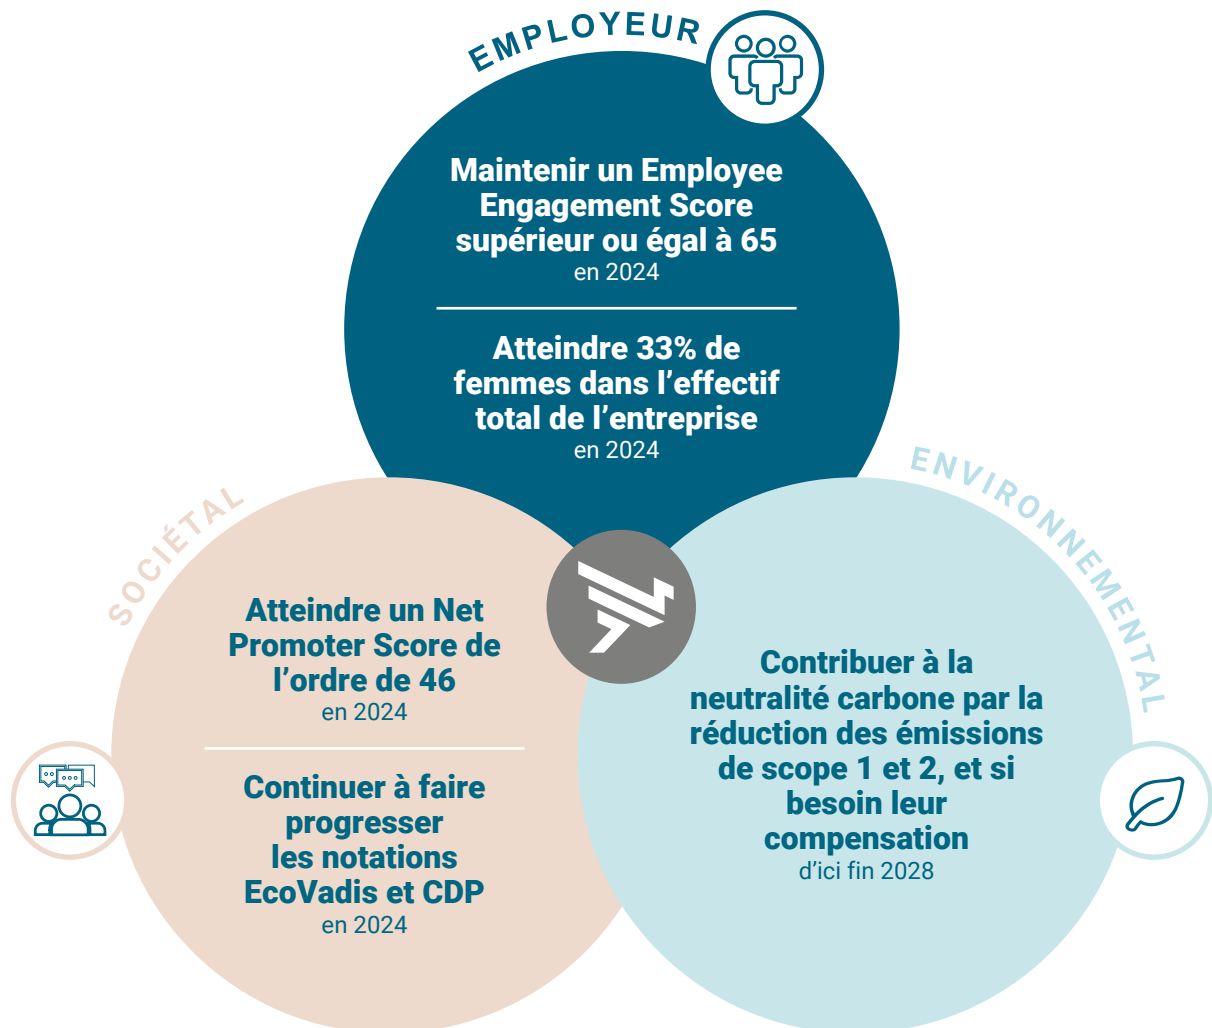 EMPLOYEUR
Maintenir un Employee
Engagement Score
supérieur ou égal à 65
en 2024
Atteindre 33% de
femmes dans l’effectif
total de l’entreprise
en 2024
SOCIÉTAL
Atteindre un Net
Promoter Score de
l’ordre de 46
en 2024
Continuer à faire
progresser
les notations
EcoVadis et CDP
en 2024
ENVIRONNEMENTAL
Contribuer à la
neutralité carbone par la
réduction des émissions
de scope 1 et 2, et si
besoin leur
compensation
d’ici fin 2028